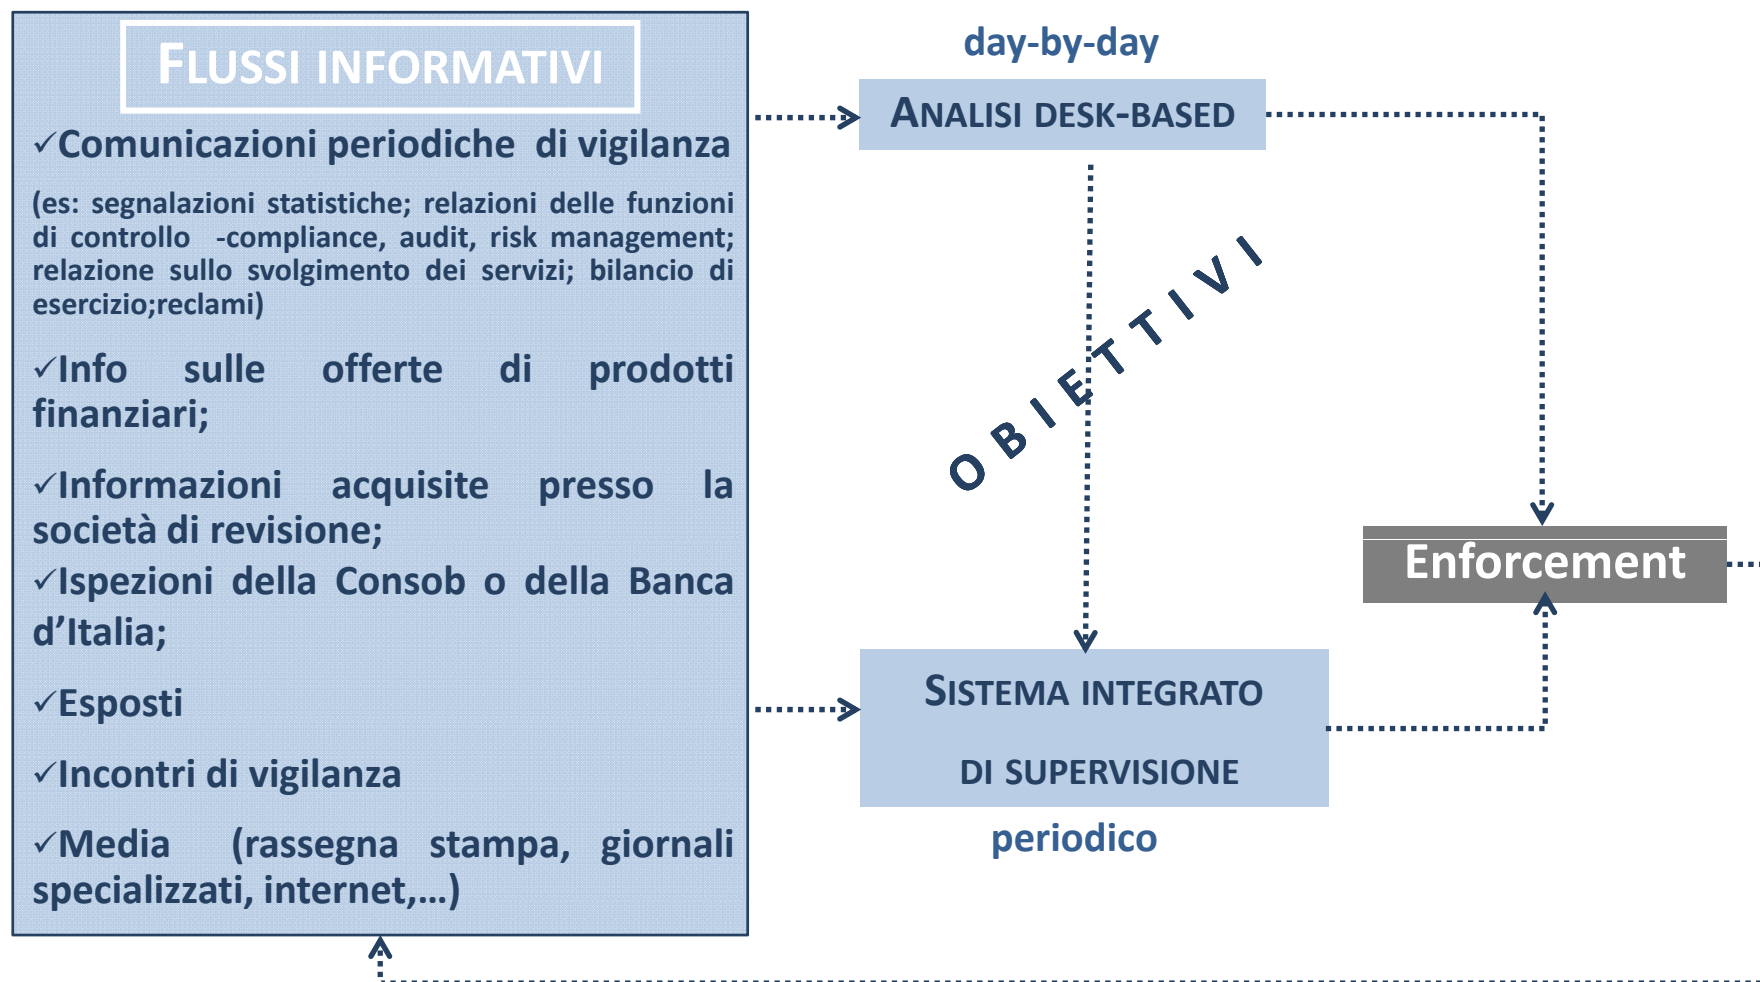 FLUSSI INFORMATIVI
✓Comunicazioni periodiche di vigilanza
(es: segnalazioni statistiche; relazioni delle funzioni
di controllo -compliance, audit, risk management;
relazione sullo svolgimento dei servizi; bilancio di
esercizio;reclami)
✓Info sulle offerte di prodotti
finanziari;
✓Informazioni acquisite presso la
società di revisione;
✓Ispezioni della Consob o della Banca
d’Italia;
✓Esposti
✓Incontri di vigilanza
✓Media (rassegna stampa, giornali
specializzati, internet,…)
day-by-day
ANALISI DESK-BASED
OBIETTIVI
SISTEMA INTEGRATO
DI SUPERVISIONE
periodico
Enforcement